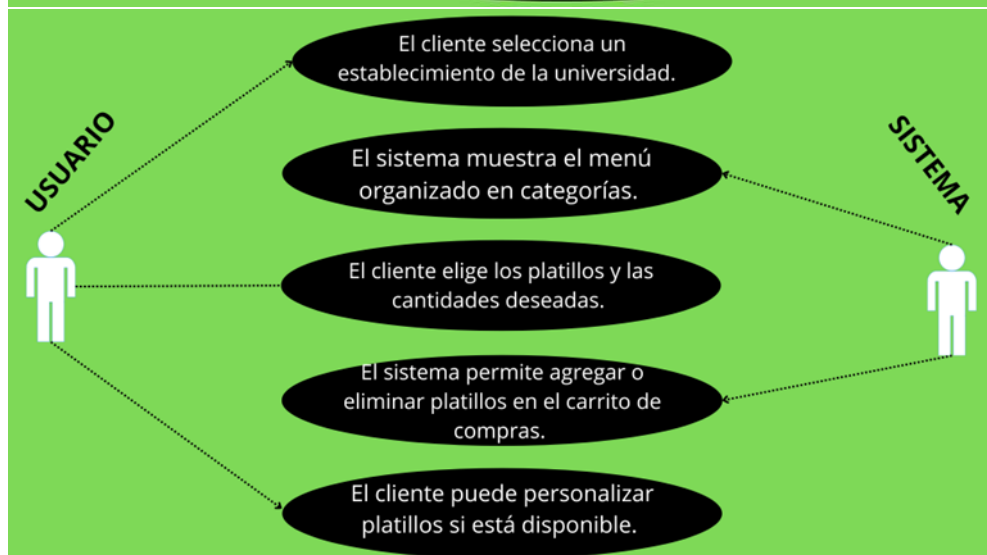 El cliente selecciona un
establecimiento de la universidad.
USUARIO
SISTEMA
El sistema muestra el menú
organizado en categorías.
El cliente elige los platillos y las
cantidades deseadas.
El sistema permite agregar o
eliminar platillos en el carrito de
compras.
El cliente puede personalizar
platillos si está disponible.